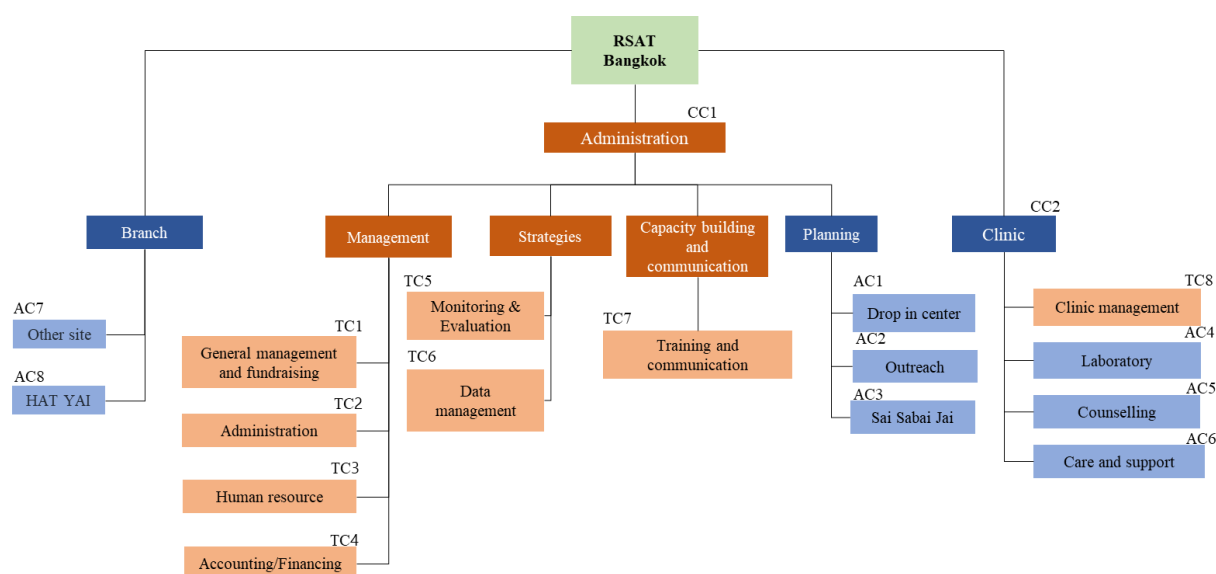 RSAT
Bangkok
CC1
Administration
CC2
Branch
Management
Strategies
Capacity building
and
communication
Planning
Clinic
AC7
Other site
AC8
HAT YAI
TC1
General management
and fundraising
TC2
Administration
TC3
Human resource
TC4
Accounting/Financing
TC5
Monitoring &
Evaluation
TC6
Data
management
TC7
Training and
communication
AC1
Drop in center
AC2
Outreach
AC3
Sai Sabai Jai
TC8
Clinic management
AC4
Laboratory
AC5
Counselling
AC6
Care and support